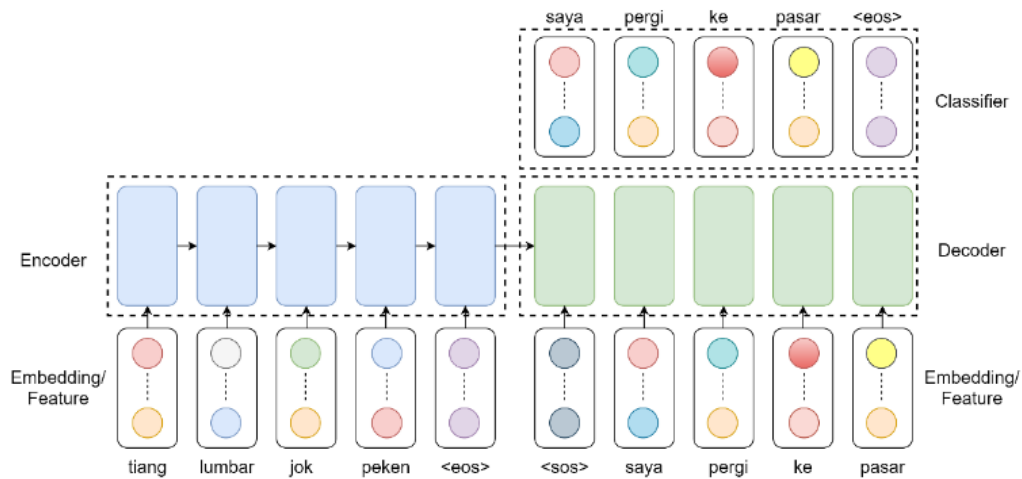 saya pergi ke pasar <eos>
Classifier
Encoder
Decoder
Embedding/
Feature
Embedding/
Feature
tiang lumbar jok peken <eos> <sos> saya pergi ke pasar